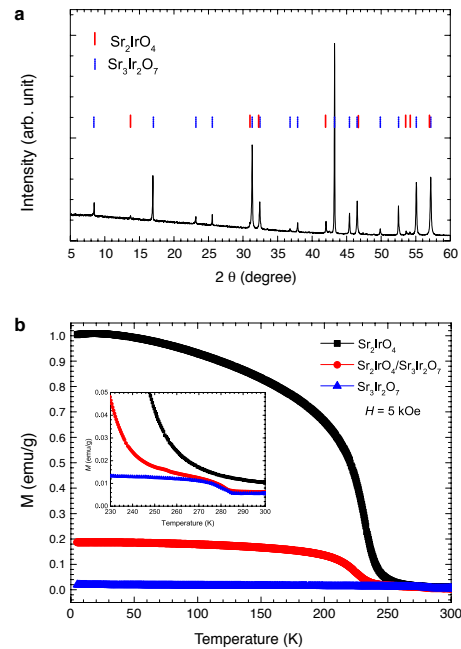 a
Sr₂IrO₄
Sr₃Ir₂O₇
Intensity (arb. unit)
5 10 15 20 25 30 35 40 45 50 55 60
2 θ (degree)
b
1.0
0.9
0.8
0.7
0.6
0.5
0.4
0.3
0.2
0.1
0.0
M (emu/g)
Sr₂IrO₄
Sr₂IrO₄/Sr₃Ir₂O₇
Sr₃Ir₂O₇
H = 5 kOe
0.05
0.04
0.03
0.02
0.01
0.00
M (emu/g)
230 240 250 260 270 280 290 300
Temperature (K)
0 50 100 150 200 250 300
Temperature (K)